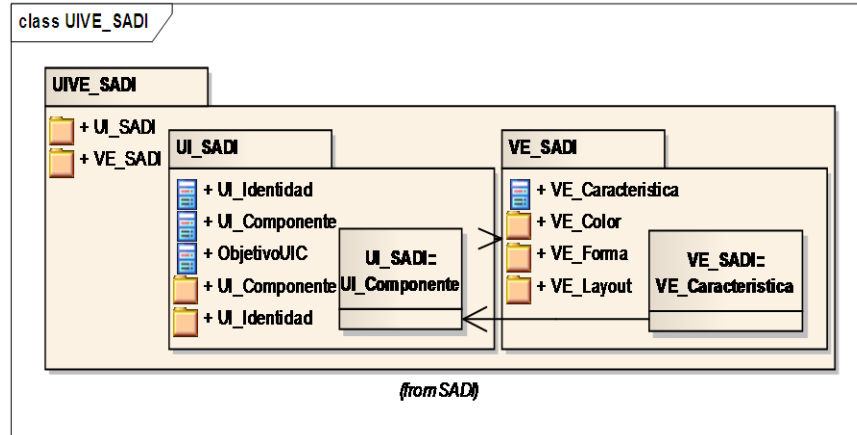 class UIVE_SADI
UIVE_SADI
+ UI_SADI
+ VE_SADI
UI_SADI
+ UI_Identidad
+ UI_Componente
+ ObjetivoUIC
+ UI_Componente
+ UI_Identidad
UI_SADI::
UI_Componente
VE_SADI
+ VE_Caracteristica
+ VE_Color
+ VE_Forma
+ VE_Layout
VE_SADI::
VE_Caracteristica
(from SADI)